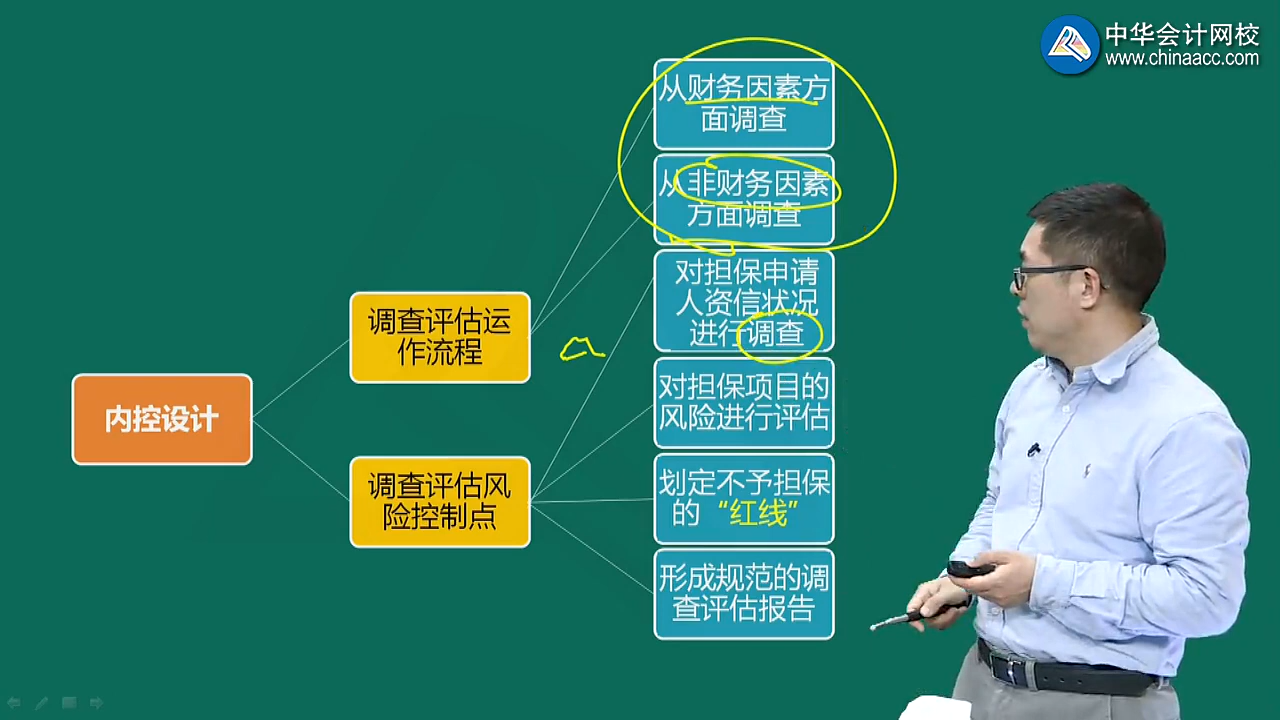 中华会计网校
www.chinaacc.com
从财务因素方
面调查
从非财务因素
方面调查
对担保申请
人资信状况
进行调查
调查评估运
作流程
对担保项目的
风险进行评估
内控设计
调查评估风
险控制点
划定不予担保
的“红线”
形成规范的调
查评估报告